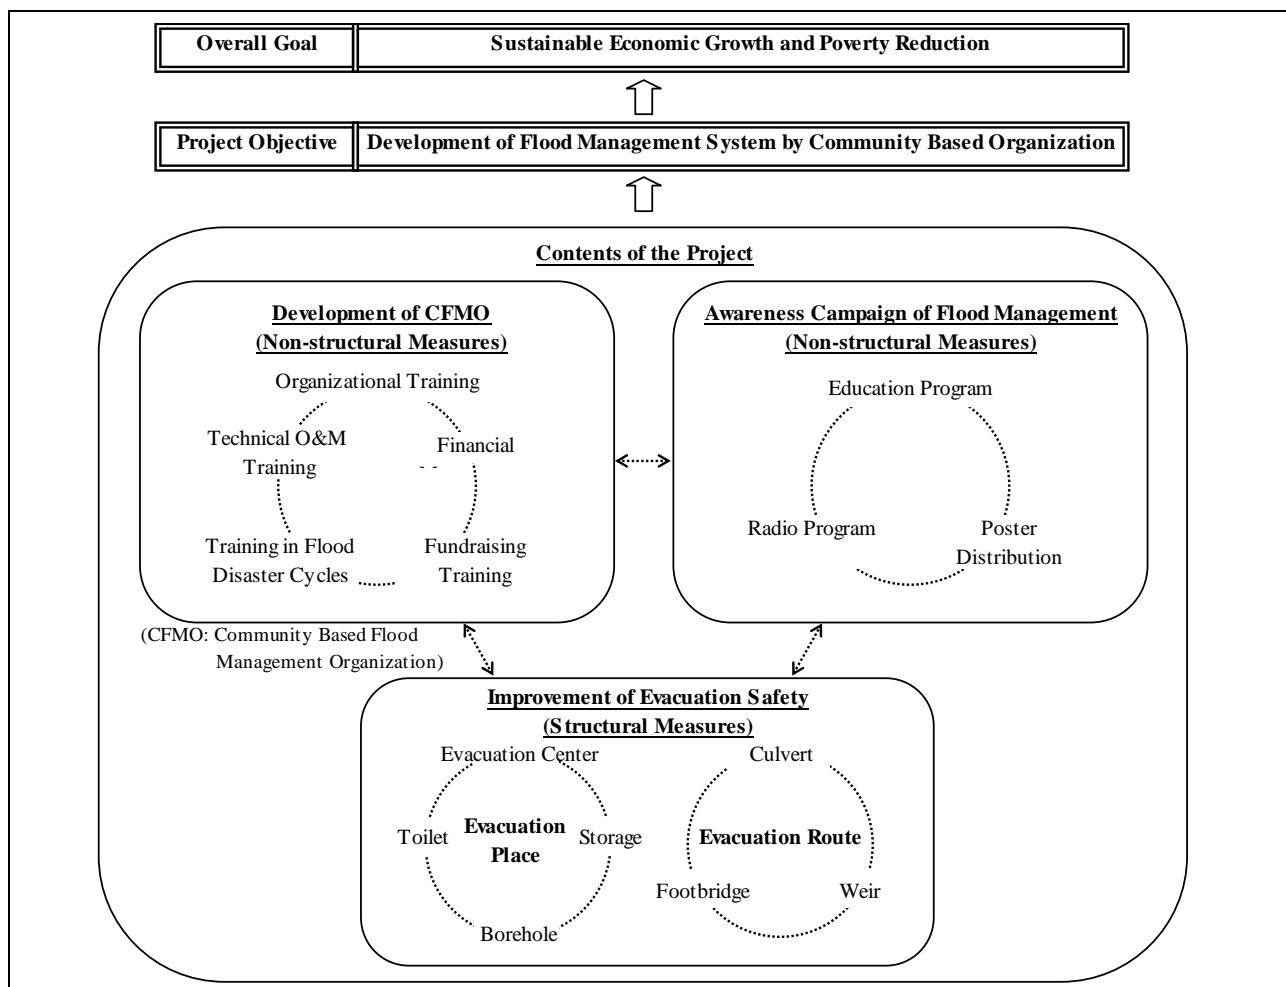 Overall Goal
Sustainable Economic Growth and Poverty Reduction
Project Objective
Development of Flood Management System by Community Based Organization
Contents of the Project
Development of CFMO
(Non-structural Measures)
Organizational Training
Technical O&M
Training
Financial
Training in Flood
Disaster Cycles
Fundraising
Training
Awareness Campaign of Flood Management
(Non-structural Measures)
Education Program
Radio Program
Poster
Distribution
(CFMO: Community Based Flood
Management Organization)
Improvement of Evacuation Safety
(Structural Measures)
Evacuation Center
Toilet
Evacuation
Place
Storage
Borehole
Culvert
Evacuation Route
Footbridge
Weir